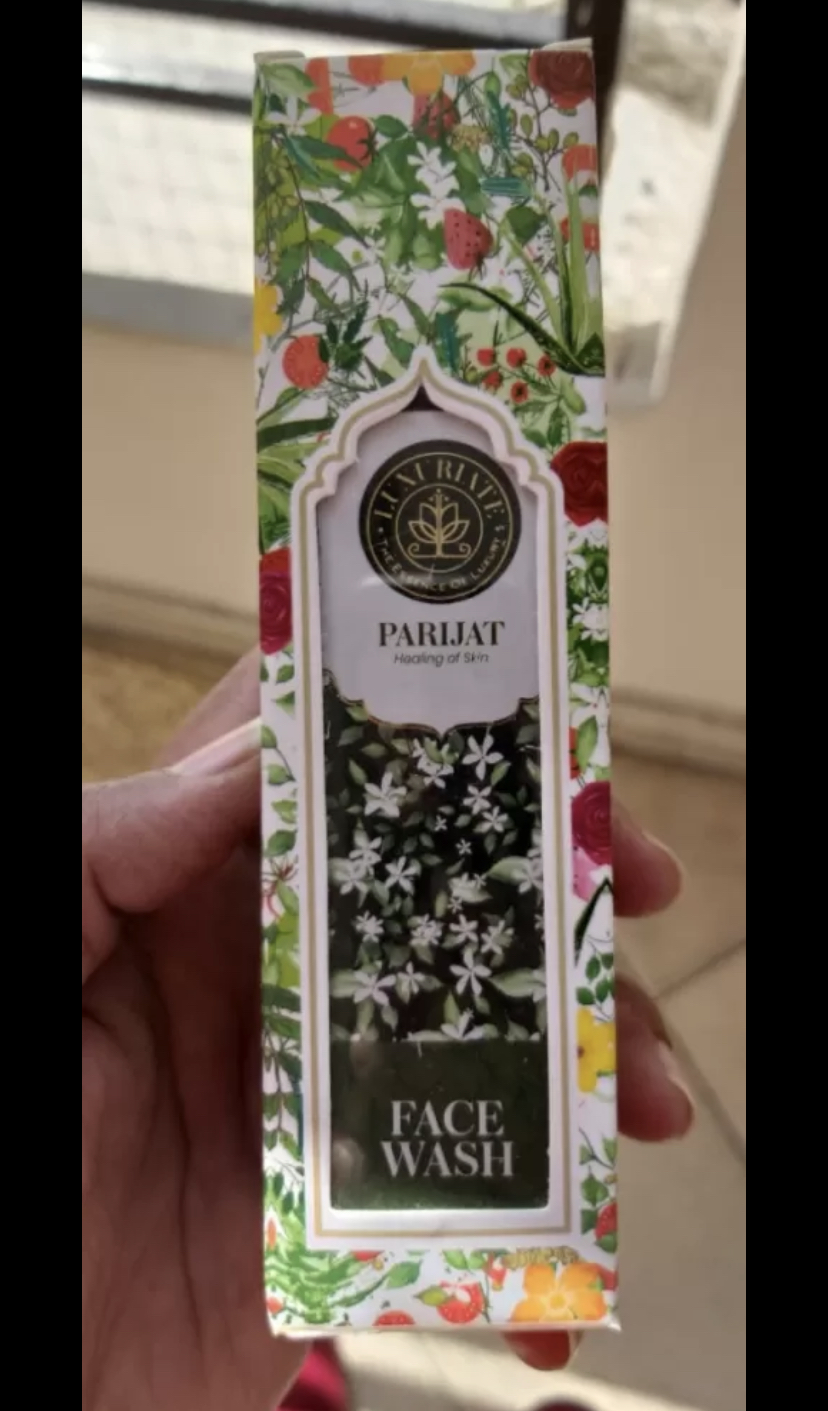 LUXURIATE
THE ESSENCE OF LUXURY
PARIJAT
Healing of Skin
FACE
WASH